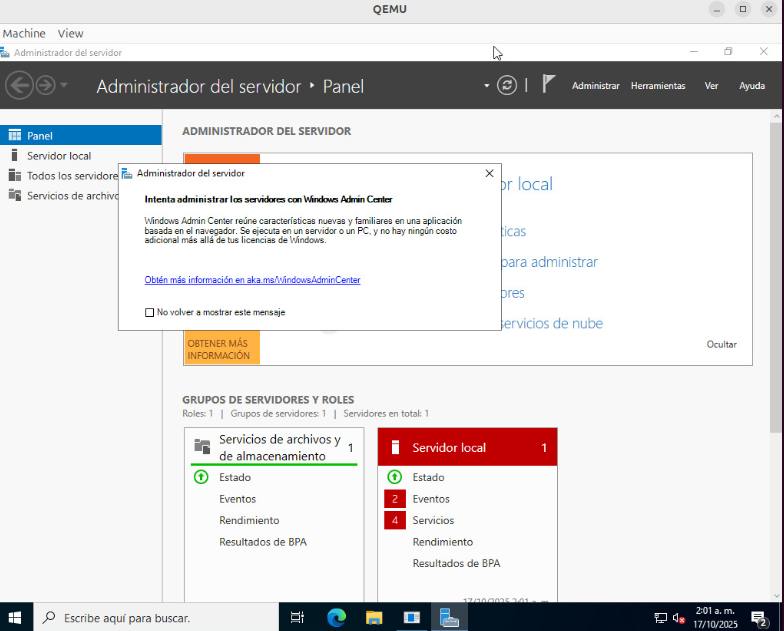 QEMU
Machine View
Administrador del servidor
Administrador del servidor ‣ Panel
Administrar Herramientas Ver Ayuda
Panel
Servidor local
Todos los servidore
Servicios de archivo
ADMINISTRADOR DEL SERVIDOR
or local
ticas
para administrar
ores
servicios de nube
Administrador del servidor
Intenta administrar los servidores con Windows Admin Center
Windows Admin Center reúne características nuevas y familiares en una aplicación
basada en el navegador. Se ejecuta en un servidor o un PC, y no hay ningún costo
adicional más allá de tus licencias de Windows.
Obtén más información en aka.ms/WindowsAdminCenter
No volver a mostrar este mensaje
OBTENER MÁS
INFORMACIÓN
Ocultar
GRUPOS DE SERVIDORES Y ROLES
Roles: 1 | Grupos de servidores: 1 | Servidores en total: 1
Servicios de archivos y
de almacenamiento 1
Estado
Eventos
Rendimiento
Resultados de BPA
Servidor local 1
Estado
2 Eventos
4 Servicios
Rendimiento
Resultados de BPA
17/10/2025 2:01 a. m.
Escribe aquí para buscar.
2:01 a. m.
17/10/2025
2